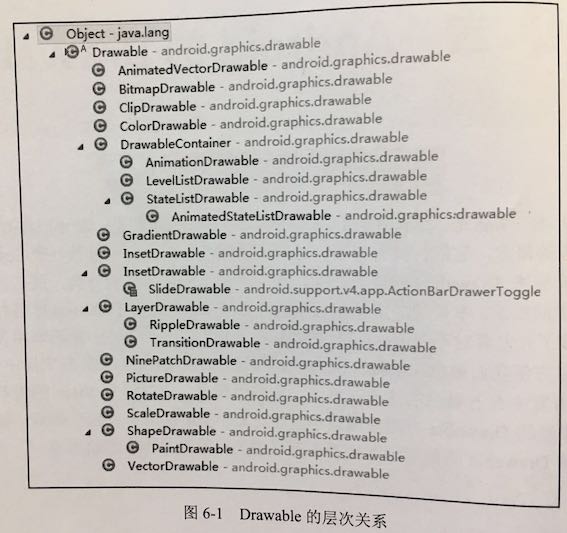 Object - java.lang
Drawable - android.graphics.drawable
AnimatedVectorDrawable - android.graphics.drawable
BitmapDrawable - android.graphics.drawable
ClipDrawable - android.graphics.drawable
ColorDrawable - android.graphics.drawable
DrawableContainer - android.graphics.drawable
AnimationDrawable - android.graphics.drawable
LevelListDrawable - android.graphics.drawable
StateListDrawable - android.graphics.drawable
AnimatedStateListDrawable - android.graphics.drawable
GradientDrawable - android.graphics.drawable
InsetDrawable - android.graphics.drawable
InsetDrawable - android.graphics.drawable
SlideDrawable - android.support.v4.app.ActionBarDrawerToggle
LayerDrawable - android.graphics.drawable
RippleDrawable - android.graphics.drawable
TransitionDrawable - android.graphics.drawable
NinePatchDrawable - android.graphics.drawable
PictureDrawable - android.graphics.drawable
RotateDrawable - android.graphics.drawable
ScaleDrawable - android.graphics.drawable
ShapeDrawable - android.graphics.drawable
PaintDrawable - android.graphics.drawable
VectorDrawable - android.graphics.drawable
图 6-1 Drawable 的层次关系